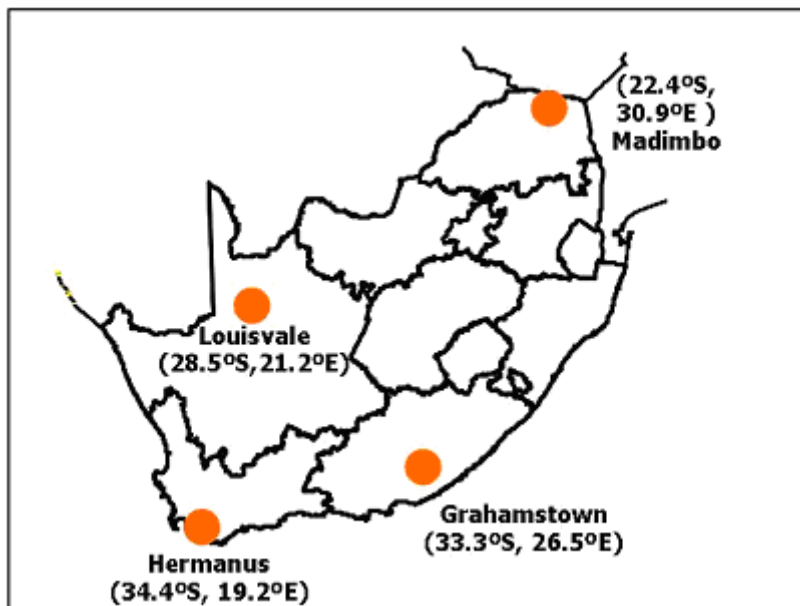 (22.4ºS,
30.9ºE )
Madimbo
Louisvale
(28.5ºS,21.2ºE)
Grahamstown
(33.3ºS, 26.5ºE)
Hermanus
(34.4ºS, 19.2ºE)